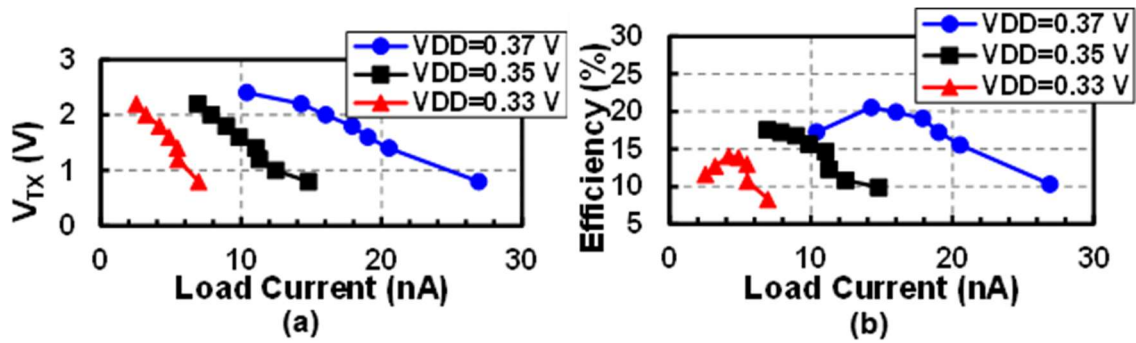 VDD=0.37 V
VDD=0.35 V
VDD=0.33 V
3
2
1
0
V_TX (V)
0 10 20 30
Load Current (nA)
(a)
VDD=0.37 V
VDD=0.35 V
VDD=0.33 V
30
25
20
15
10
5
Efficiency (%)
0 10 20 30
Load Current (nA)
(b)